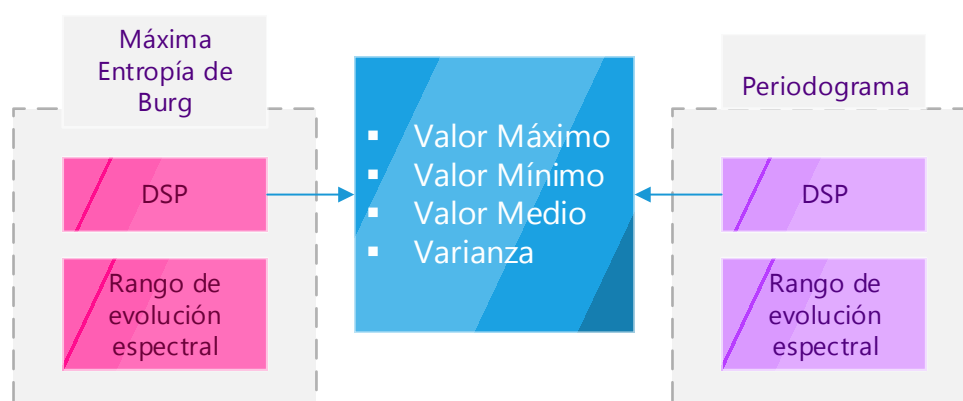 Máxima
Entropía de
Burg
DSP
Rango de
evolución
espectral
▪ Valor Máximo
▪ Valor Mínimo
▪ Valor Medio
▪ Varianza
Periodograma
DSP
Rango de
evolución
espectral